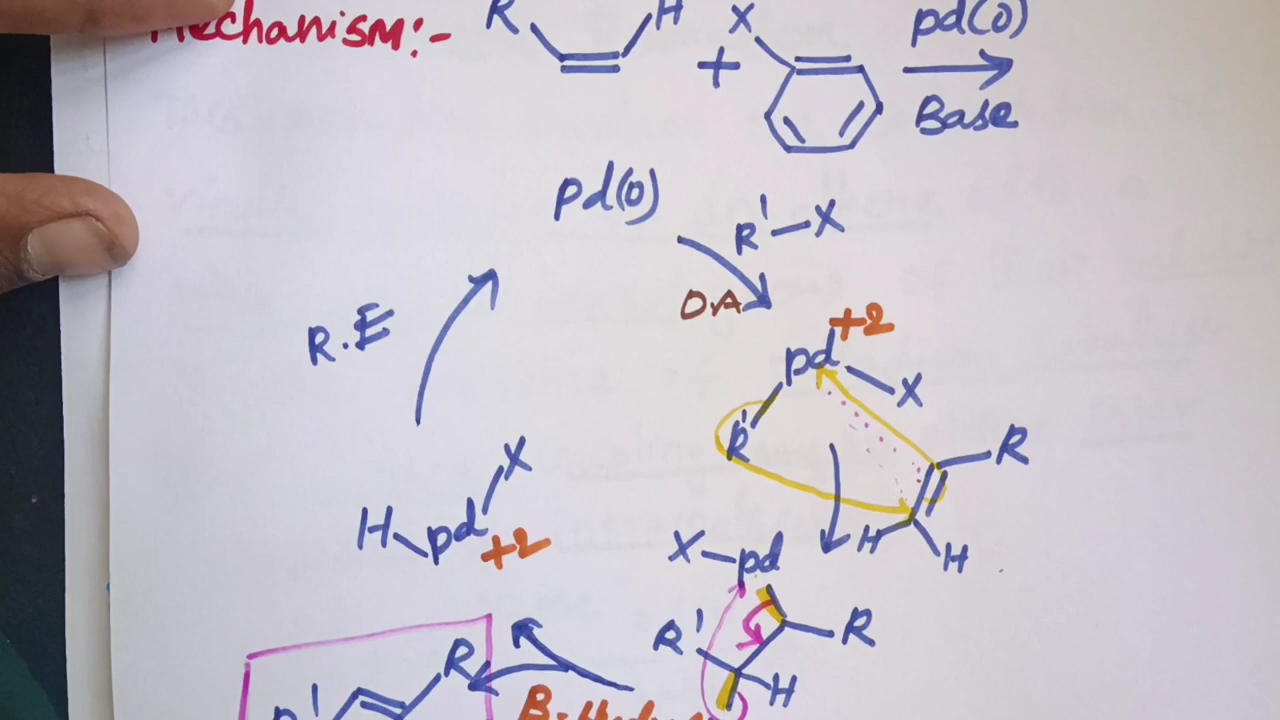 Mechanism:-
R H X pd(0)
+
Base
pd(0)
R' - X
O.A
R.E
+2
pd
X
R'
R
H
H
X
H pd
+2
X - pd
R' R
H
R